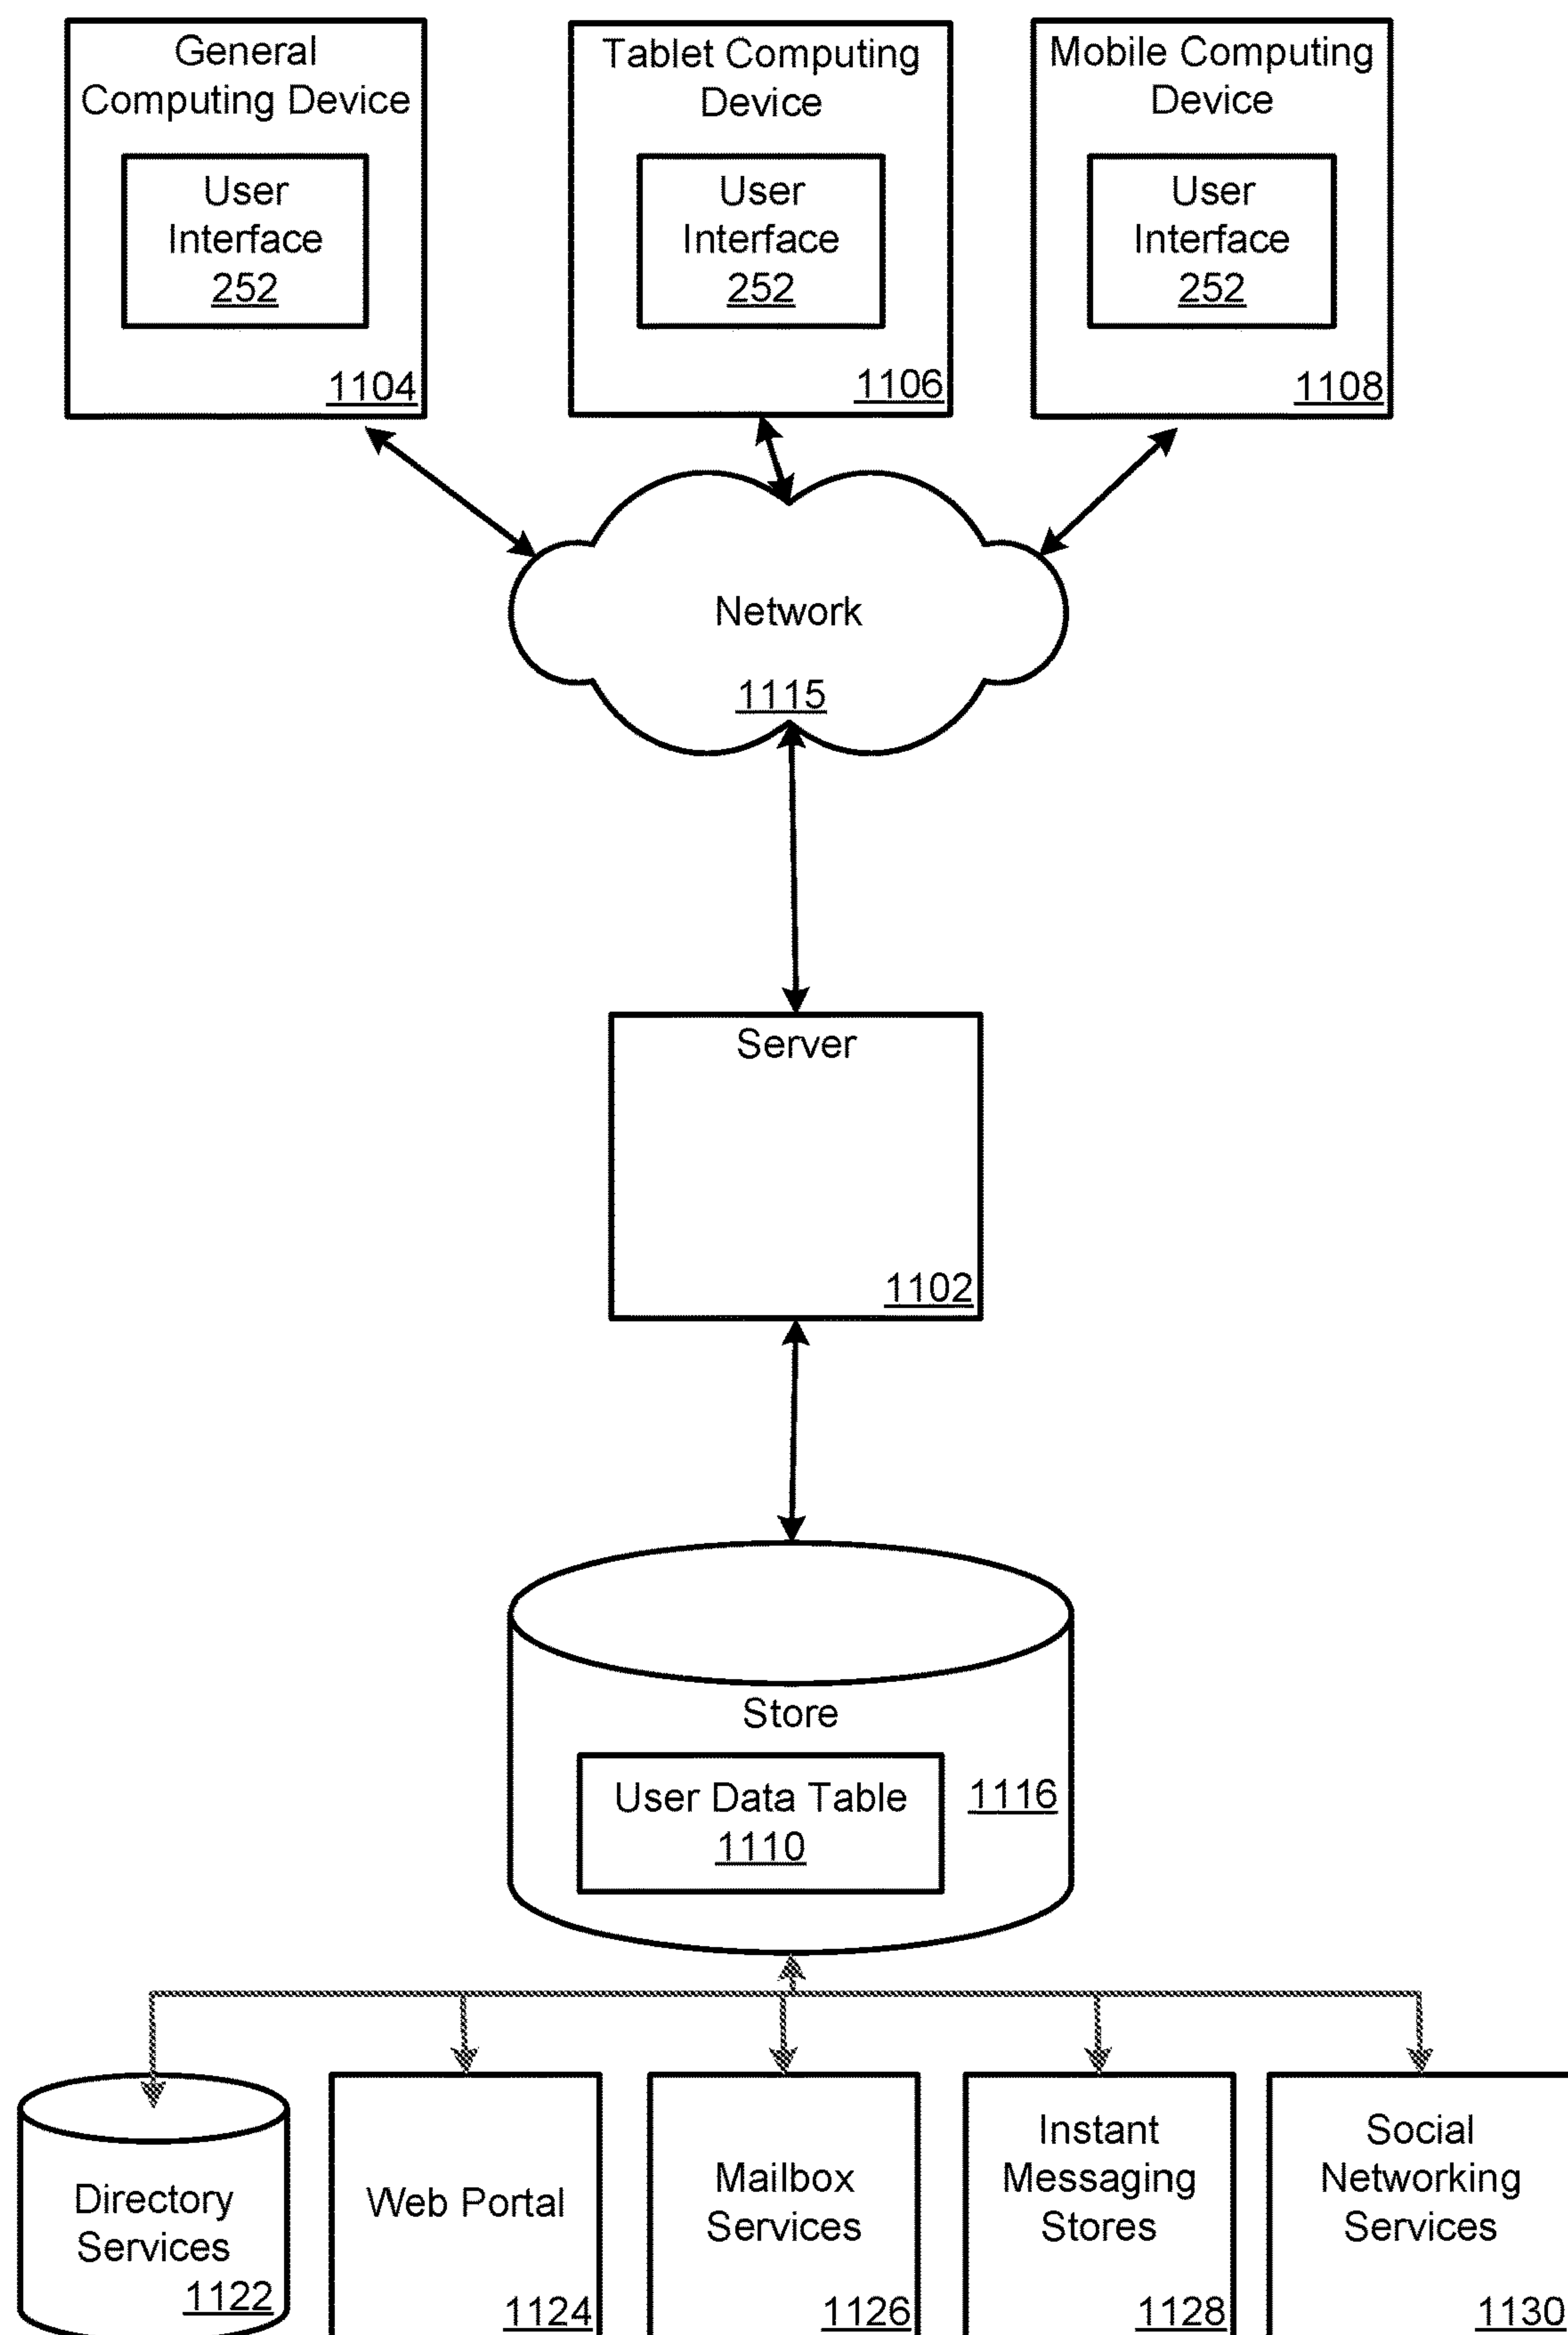 General
Computing Device
User
Interface
252
1104
Tablet Computing
Device
User
Interface
252
1106
Mobile Computing
Device
User
Interface
252
1108
Network
1115
Server
1102
Store
User Data Table
1110
1116
Directory
Services
1122
Web Portal
1124
Mailbox
Services
1126
Instant
Messaging
Stores
1128
Social
Networking
Services
1130